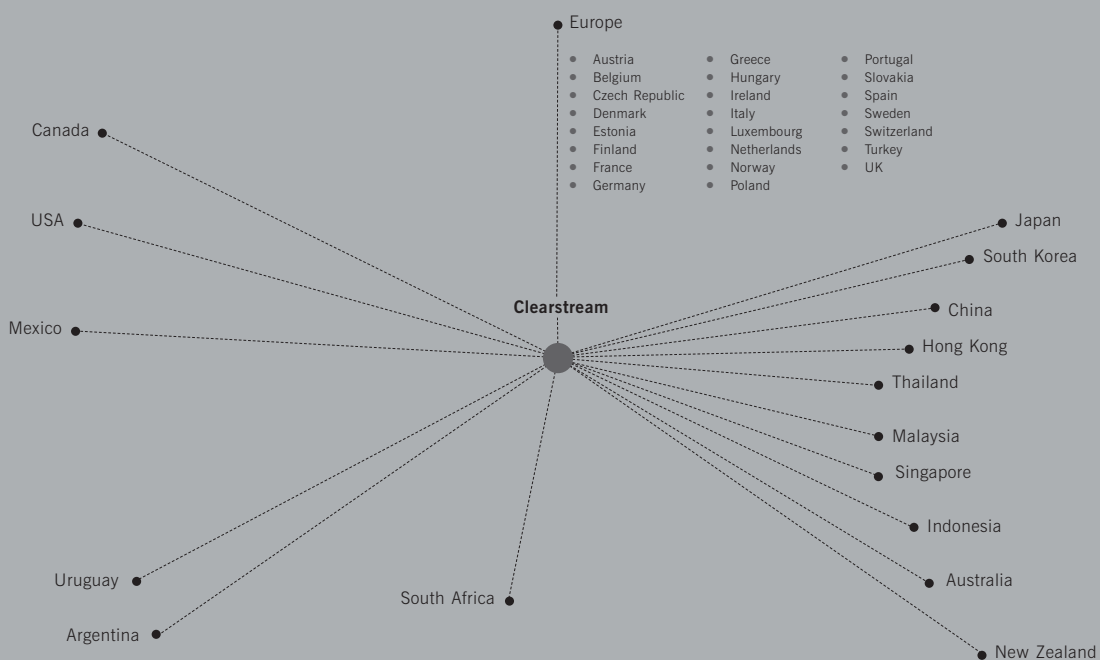 Europe
Austria
Belgium
Czech Republic
Denmark
Estonia
Finland
France
Germany
Greece
Hungary
Ireland
Italy
Luxembourg
Netherlands
Norway
Poland
Portugal
Slovakia
Spain
Sweden
Switzerland
Turkey
UK
Canada
USA
Mexico
Clearstream
Japan
South Korea
China
Hong Kong
Thailand
Malaysia
Singapore
Indonesia
Australia
New Zealand
Uruguay
Argentina
South Africa